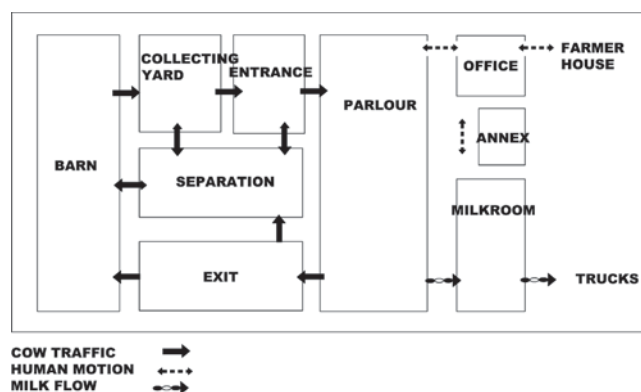 COLLECTING
YARD
ENTRANCE
PARLOUR
OFFICE
FARMER
HOUSE
ANNEX
BARN
SEPARATION
MILKROOM
EXIT
TRUCKS
COW TRAFFIC
HUMAN MOTION
MILK FLOW